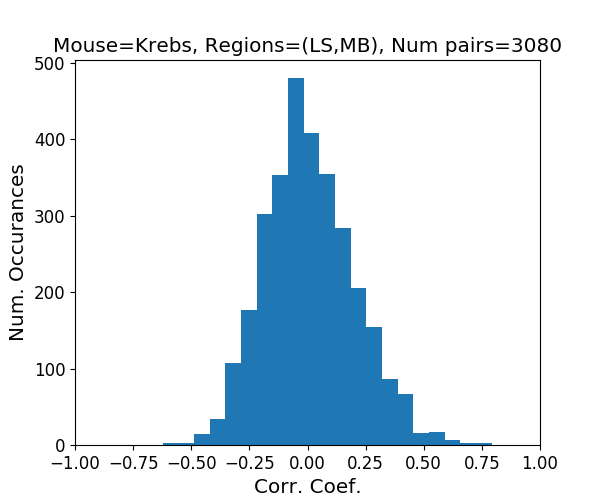 Mouse=Krebs, Regions=(LS,MB), Num pairs=3080
500
400
300
200
100
0
Num. Occurances
−1.00 −0.75 −0.50 −0.25 0.00 0.25 0.50 0.75 1.00
Corr. Coef.